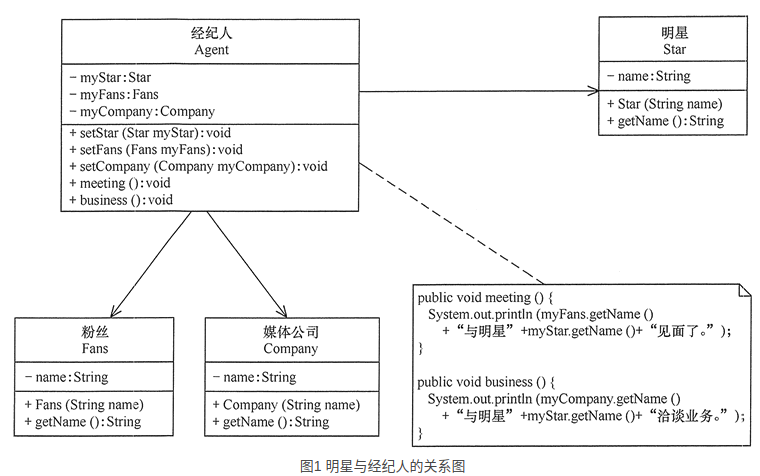 经纪人
Agent
- myStar:Star
- myFans:Fans
- myCompany:Company
+ setStar (Star myStar):void
+ setFans (Fans myFans):void
+ setCompany (Company myCompany):void
+ meeting ():void
+ business ():void
明星
Star
- name:String
+ Star (String name)
+ getName ():String
粉丝
Fans
- name:String
+ Fans (String name)
+ getName ():String
媒体公司
Company
- name:String
+ Company (String name)
+ getName ():String
public void meeting () {
System.out.println (myFans.getName ()
+ “与明星” +myStar.getName ()+ “见面了。”);
}
public void business () {
System.out.println (myCompany.getName ()
+ “与明星” +myStar.getName ()+ “洽谈业务。”);
}
图1 明星与经纪人的关系图